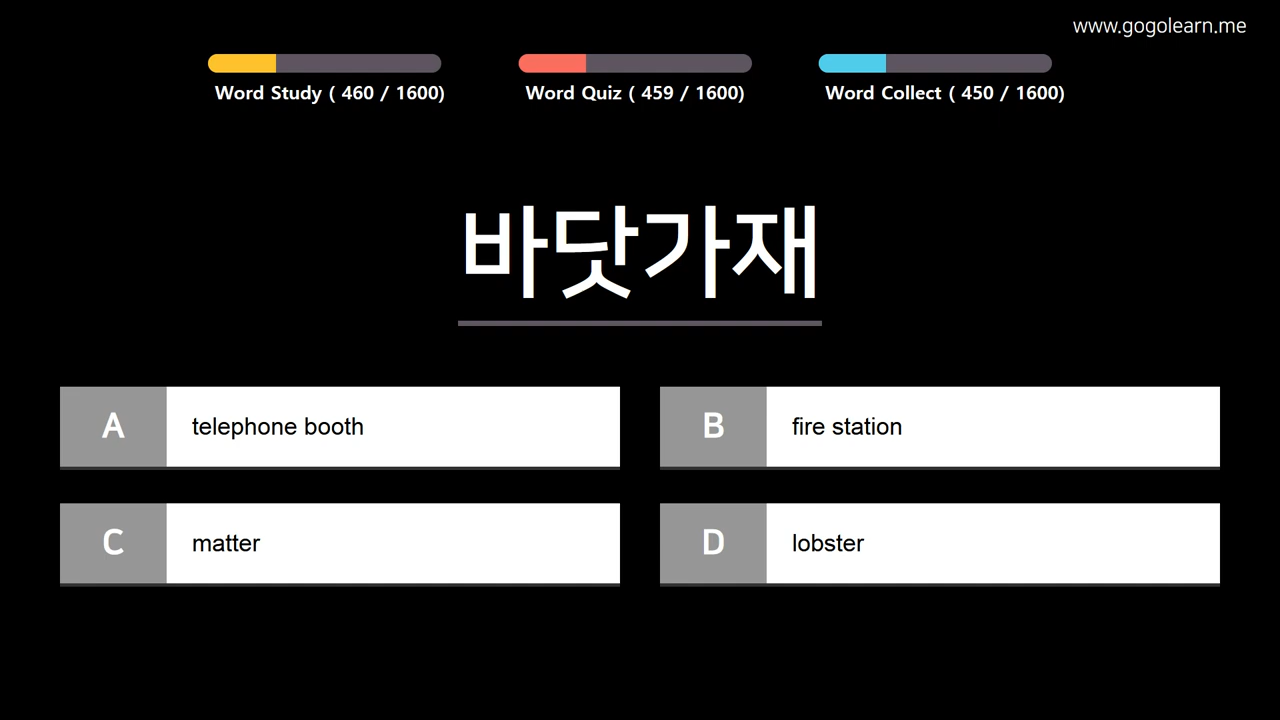 www.gogolearn.me
Word Study ( 460 / 1600)
Word Quiz ( 459 / 1600)
Word Collect ( 450 / 1600)
바닷가재
A telephone booth
B fire station
C matter
D lobster